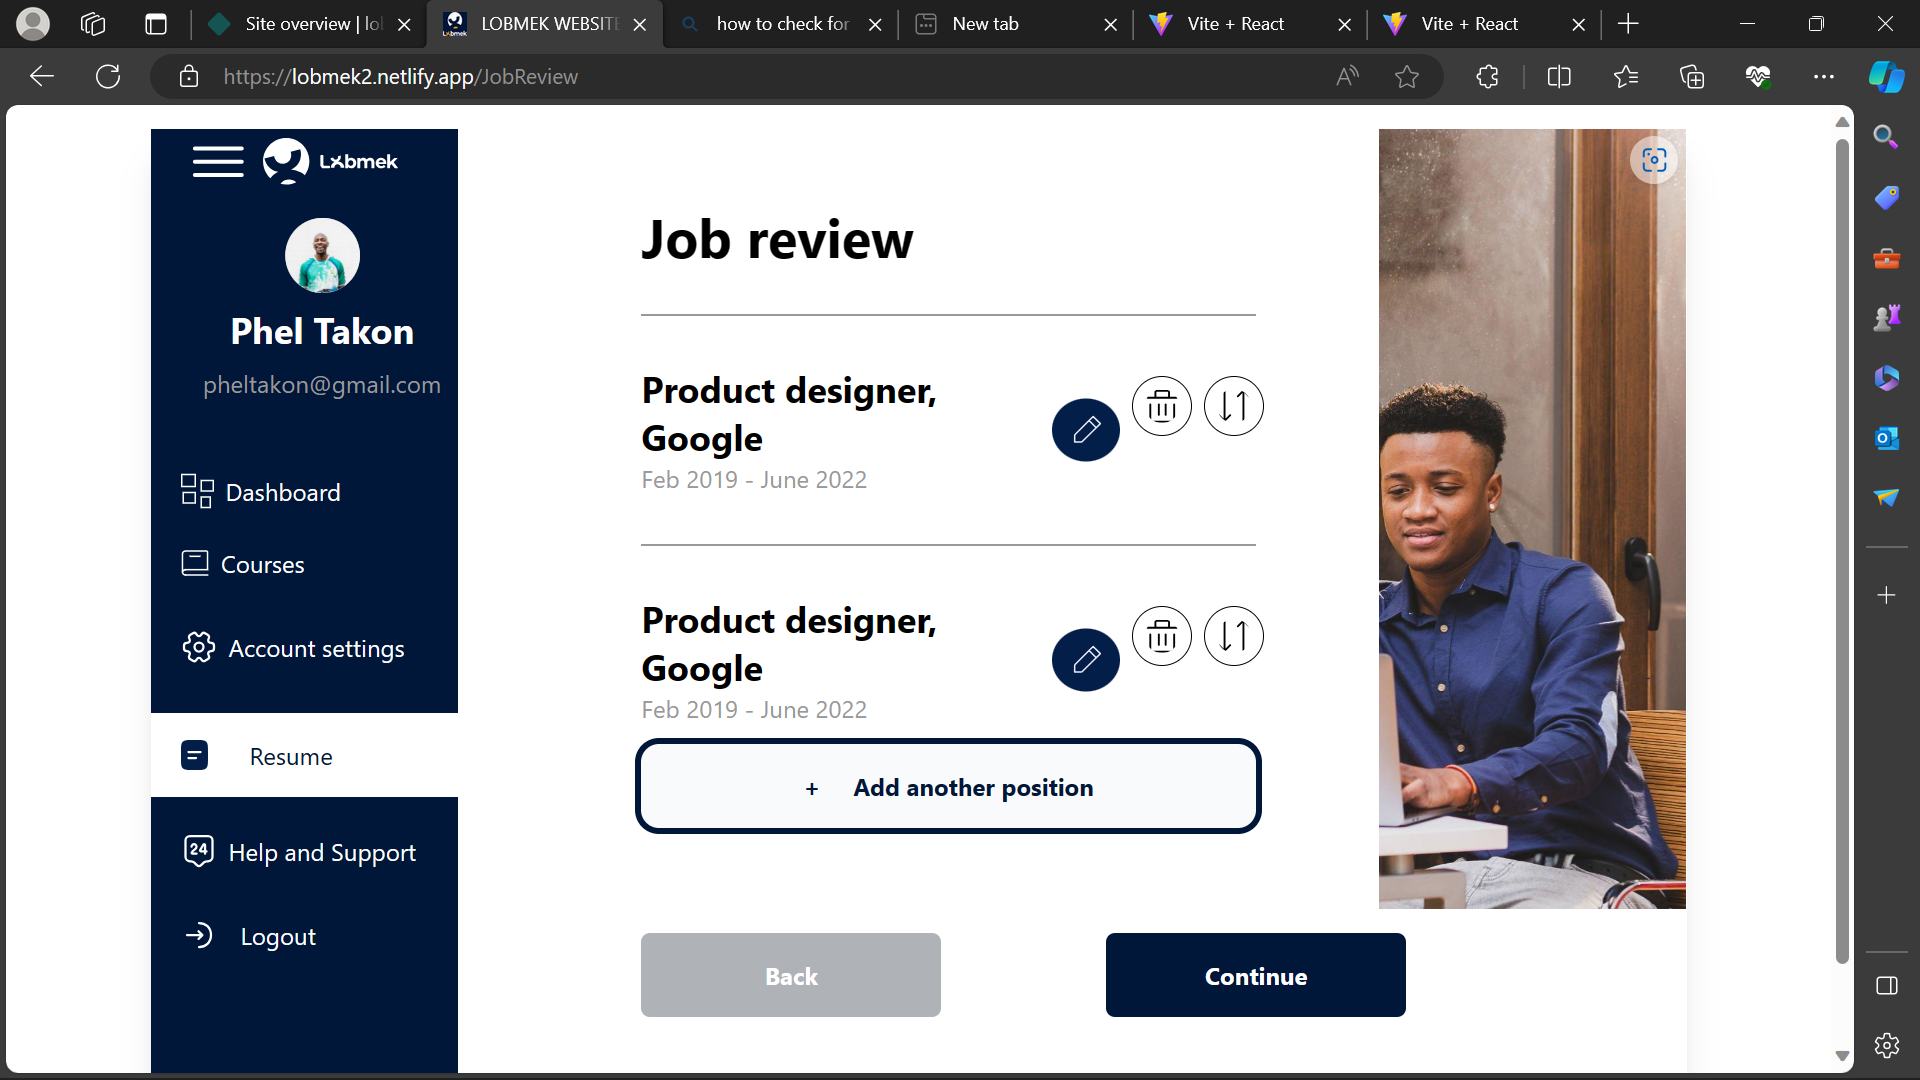 Site overview | lo
LOBMEK WEBSITE
how to check for
New tab
Vite + React
Vite + React
https://lobmek2.netlify.app/JobReview
Lobmek
Phel Takon
pheltakon@gmail.com
Dashboard
Courses
Account settings
Resume
24
Help and Support
Logout
Job review
Product designer,
Google
Feb 2019 - June 2022
Product designer,
Google
Feb 2019 - June 2022
+ Add another position
Back
Continue